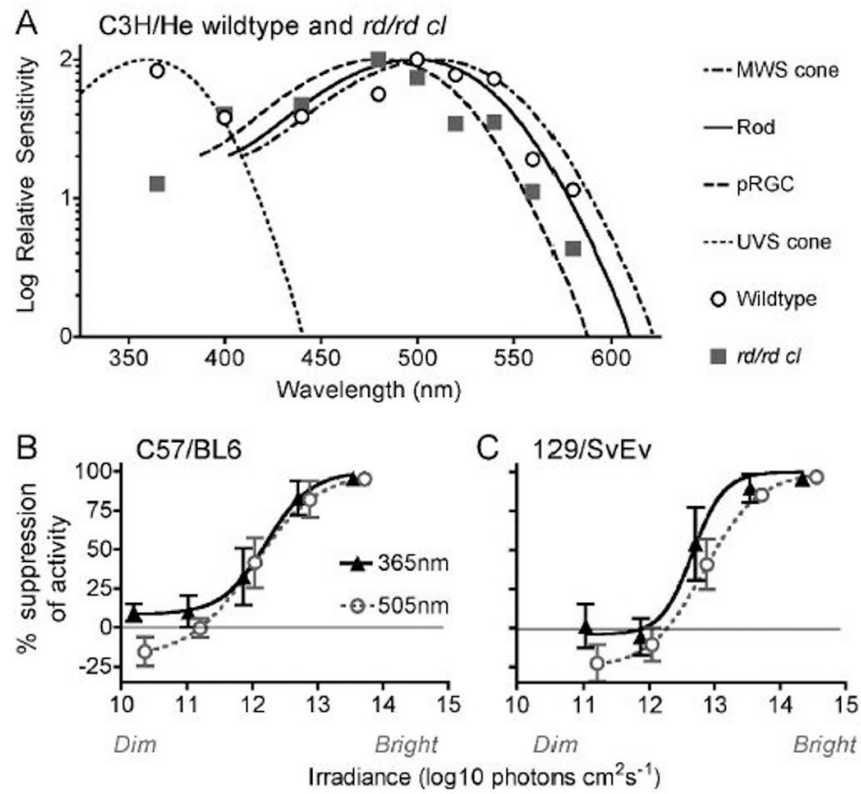 A C3H/He wildtype and rd/rd cl
Log Relative Sensitivity
2
1
0
350 400 450 500 550 600
Wavelength (nm)
MWS cone
Rod
pRGC
UVS cone
Wildtype
rd/rd cl
B C57/BL6
% suppression
of activity
100
75
50
25
0
-25
365nm
505nm
10 11 12 13 14 15
Dim Bright
C 129/SvEv
10 11 12 13 14 15
Dim Bright
Irradiance (log10 photons cm²s⁻¹)